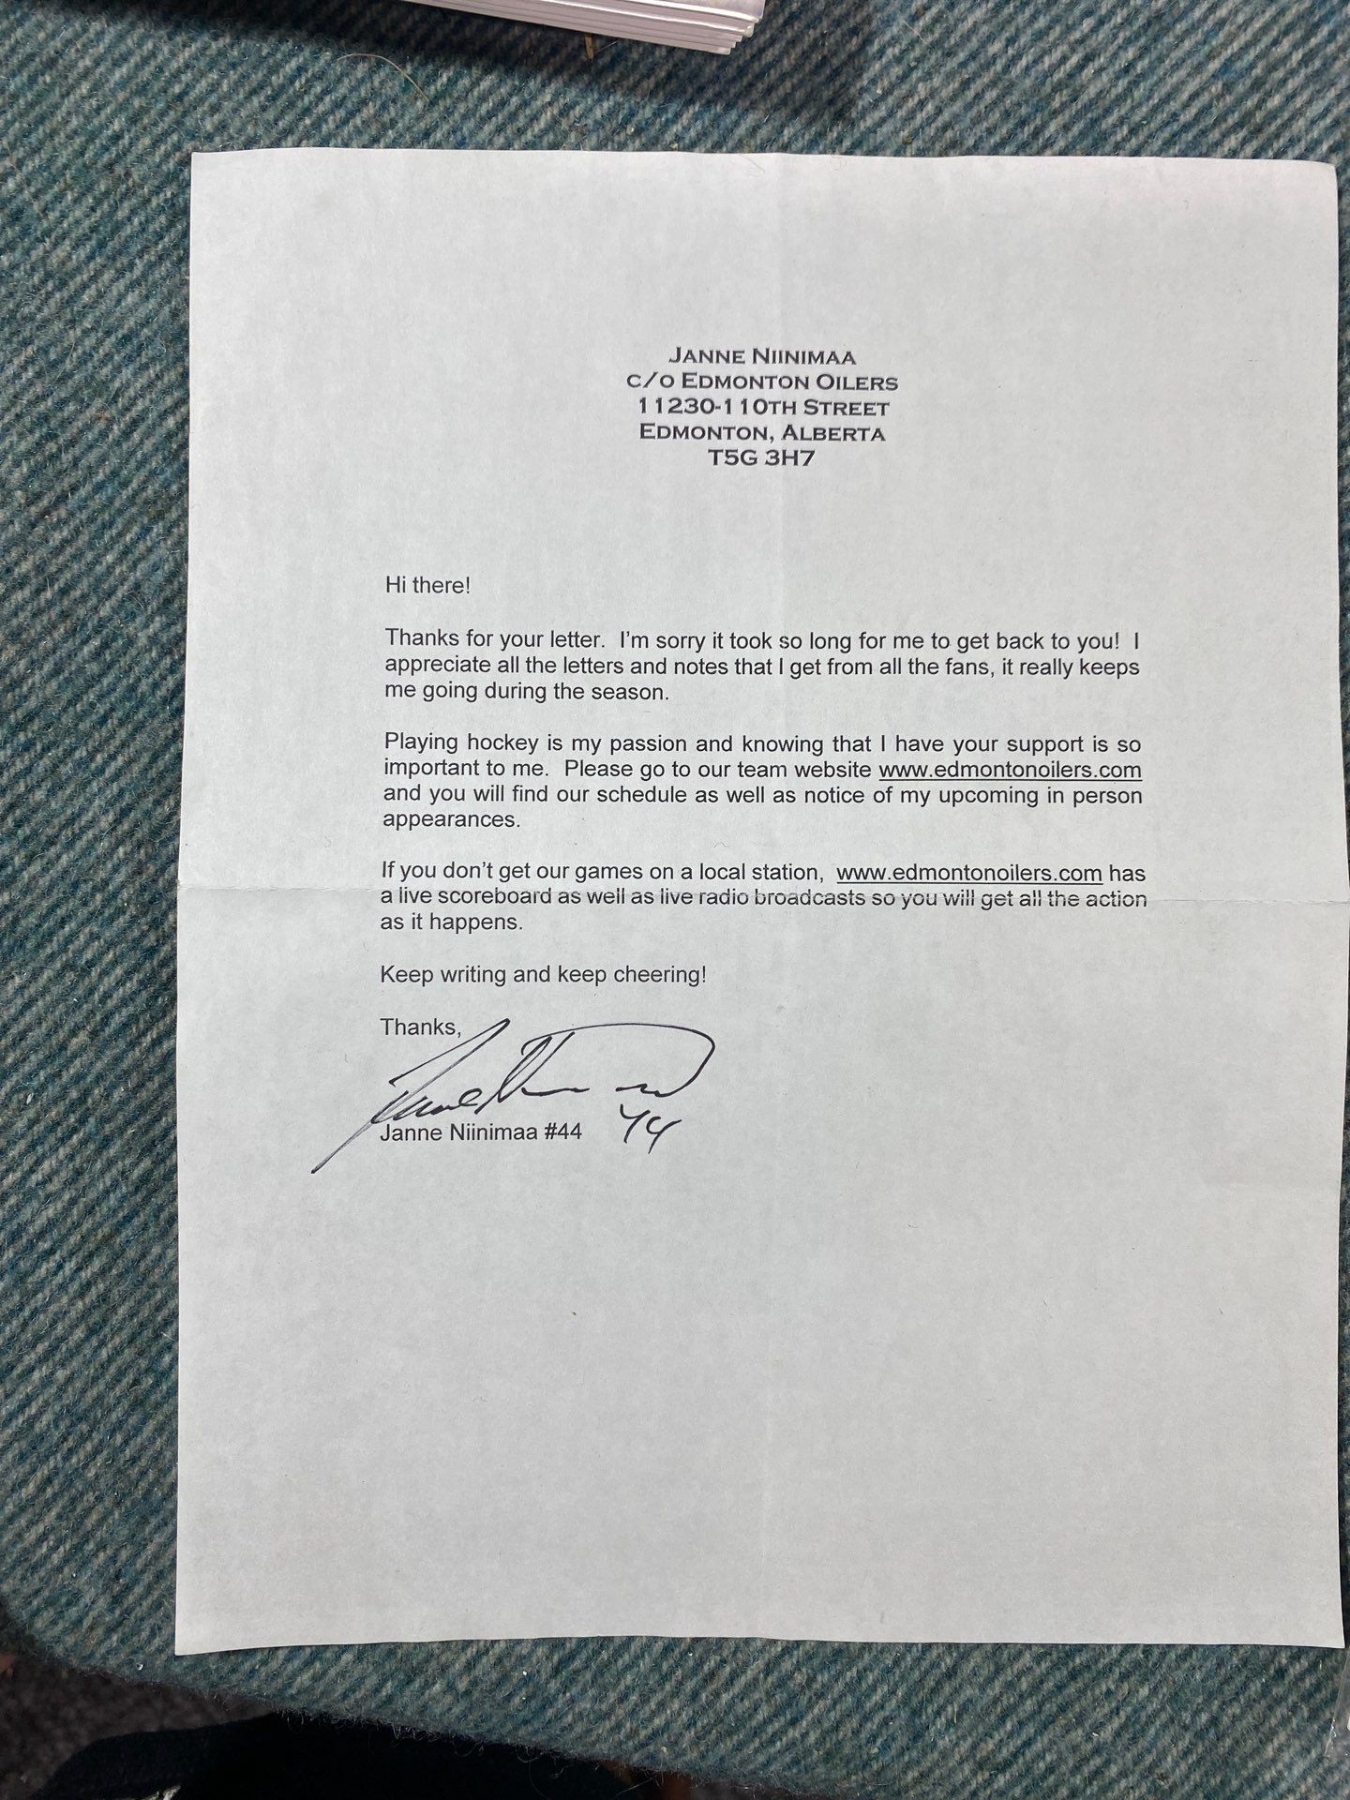 JANNE NIINIMAA
C/O EDMONTON OILERS
11230-110TH STREET
EDMONTON, ALBERTA
T5G 3H7
Hi there!
Thanks for your letter.  I'm sorry it took so long for me to get back to you!  I
appreciate all the letters and notes that I get from all the fans, it really keeps
me going during the season.
Playing hockey is my passion and knowing that I have your support is so
important to me.  Please go to our team website www.edmontonoilers.com
and you will find our schedule as well as notice of my upcoming in person
appearances.
If you don't get our games on a local station,  www.edmontonoilers.com has
a live scoreboard as well as live radio broadcasts so you will get all the action
as it happens.
Keep writing and keep cheering!
Thanks,
Janne Niinimaa #44 44